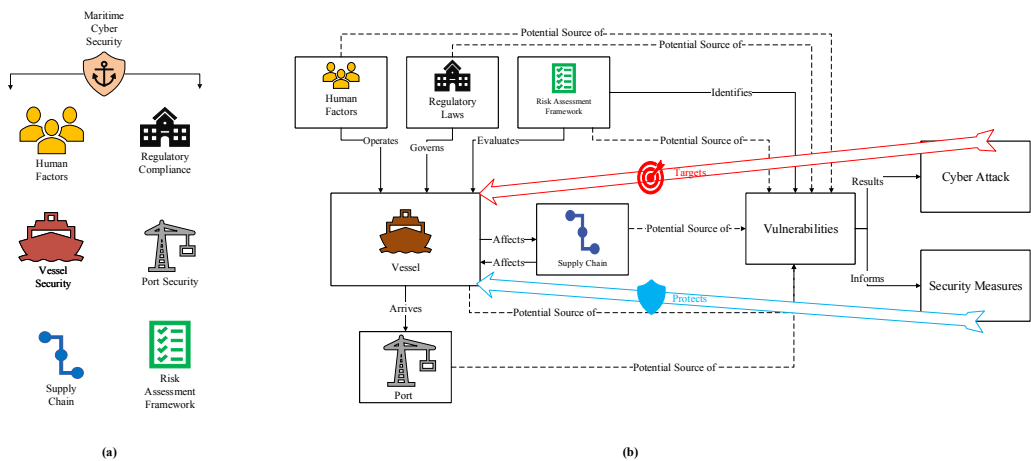 Maritime
Cyber
Security
Human
Factors
Regulatory
Compliance
Vessel
Security
Port Security
Supply
Chain
Risk
Assessment
Framework
(a)
Potential Source of
Potential Source of
Human
Factors
Regulatory
Laws
Risk Assessment
Framework
Identifies
Operates
Governs
Evaluates
Potential Source of
Targets
Results
Cyber Attack
Vessel
Affects
Affects
Supply Chain
Potential Source of
Vulnerabilities
Informs
Security Measures
Protects
Arrives
Potential Source of
Port
Potential Source of
(b)